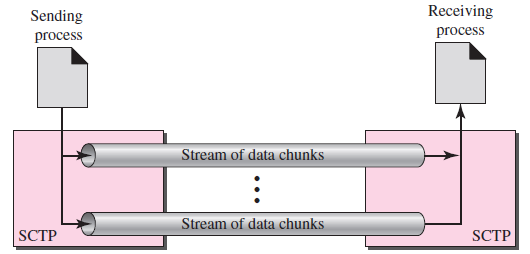 Sending
process
Receiving
process
Stream of data chunks
Stream of data chunks
SCTP
SCTP